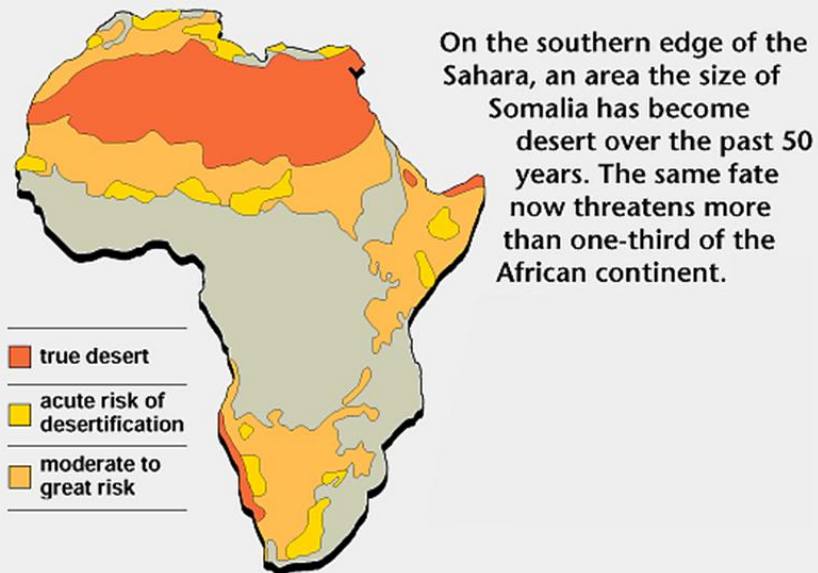 On the southern edge of the
Sahara, an area the size of
Somalia has become
desert over the past 50
years. The same fate
now threatens more
than one-third of the
African continent.
true desert
acute risk of
desertification
moderate to
great risk